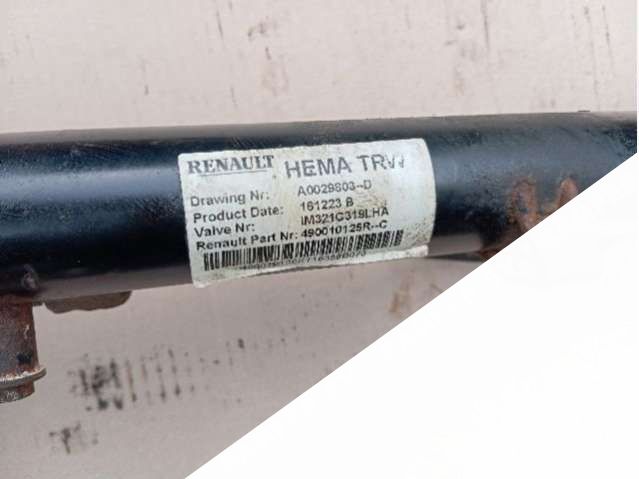 RENAULT HEMA TRW
Drawing Nr: A0029803--D
Product Date: 161223 B
Valve Nr: IM321C319LHA
Renault Part Nr: 490010125R--C